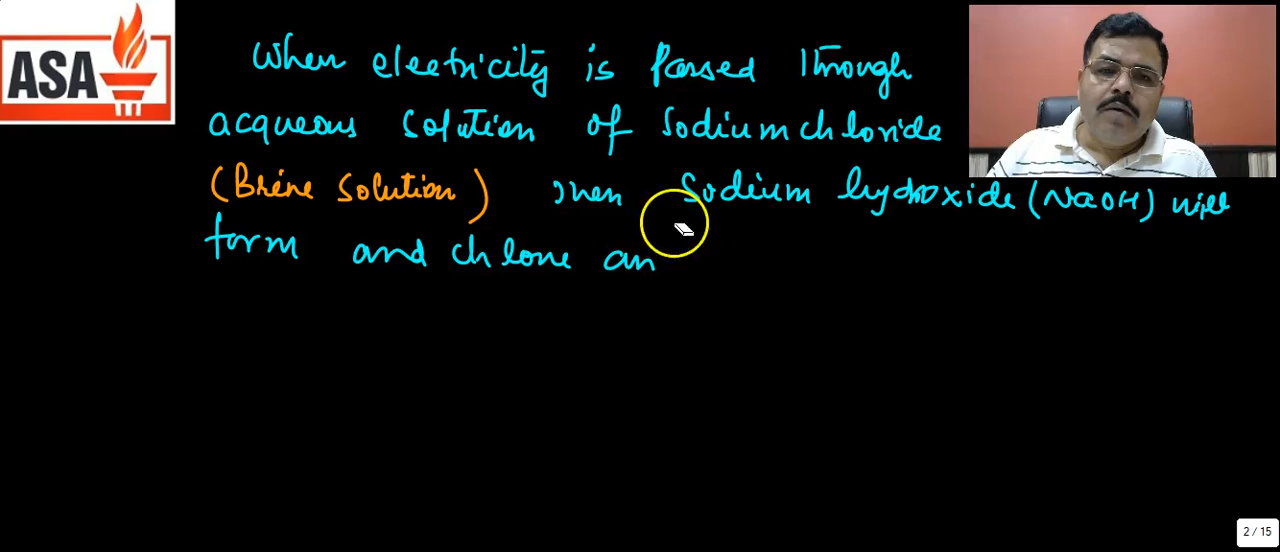 ASA
When electricity is Passed through
acqueous solution of Sodium chloride
(Brine Solution) then Sodium hydroxide (NaOH) will
form and chlone an
2 / 15